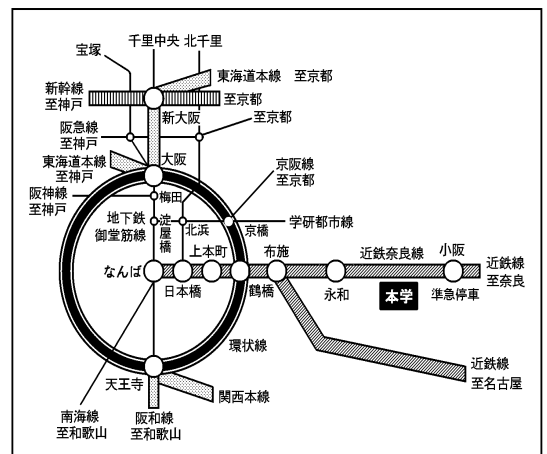 千里中央
北千里
宝塚
東海道本線 至京都
新幹線
至神戸
至京都
新大阪
至京都
阪急線
至神戸
東海道本線
至神戸
大阪
京阪線
至京都
阪神線
至神戸
梅田
地下鉄
御堂筋線
淀屋橋
北浜
京橋
学研都市線
上本町
布施
近鉄奈良線
小阪
なんば
近鉄線
至奈良
日本橋
鶴橋
永和
本学
準急停車
環状線
天王寺
関西本線
近鉄線
至名古屋
南海線
至和歌山
阪和線
至和歌山